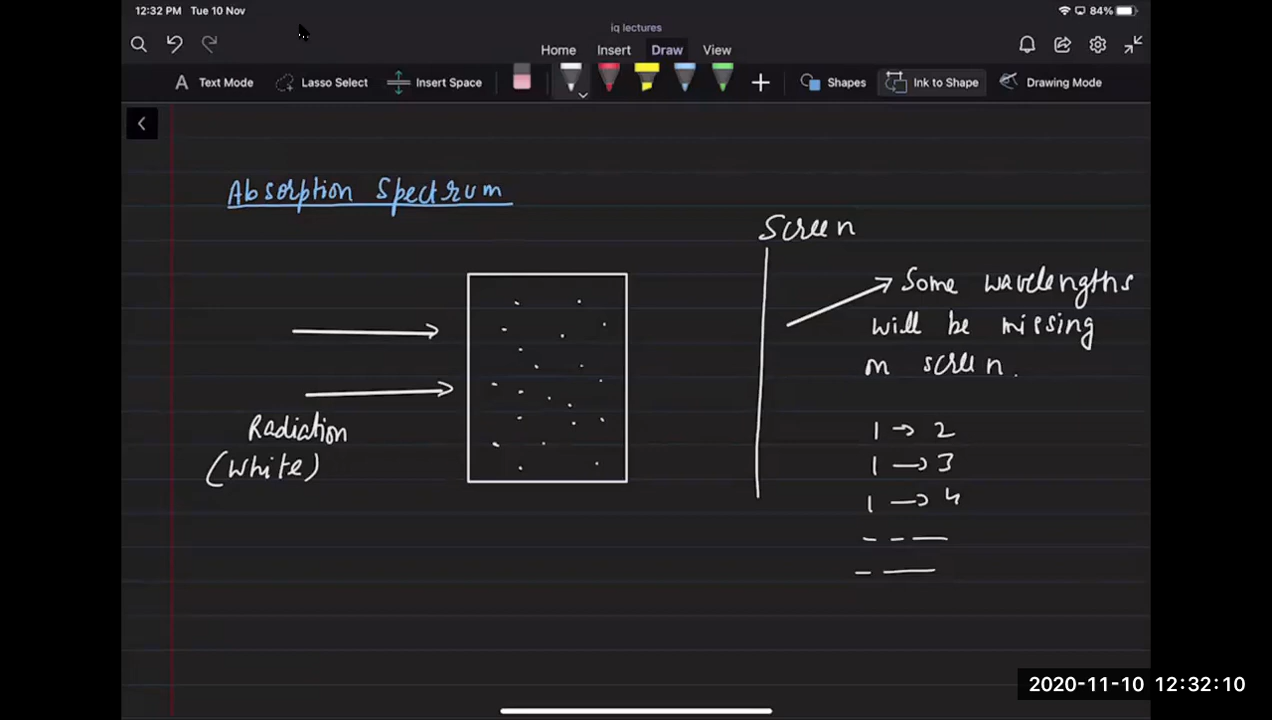 12:32 PM Tue 10 Nov
84%
iq lectures
Home Insert Draw View
Text Mode Lasso Select Insert Space Shapes Ink to Shape Drawing Mode
Absorption Spectrum
Screen
Some wavelengths
will be missing
on screen.
Radiation
(White)
1 → 2
1 → 3
1 → 4
2020-11-10 12:32:10